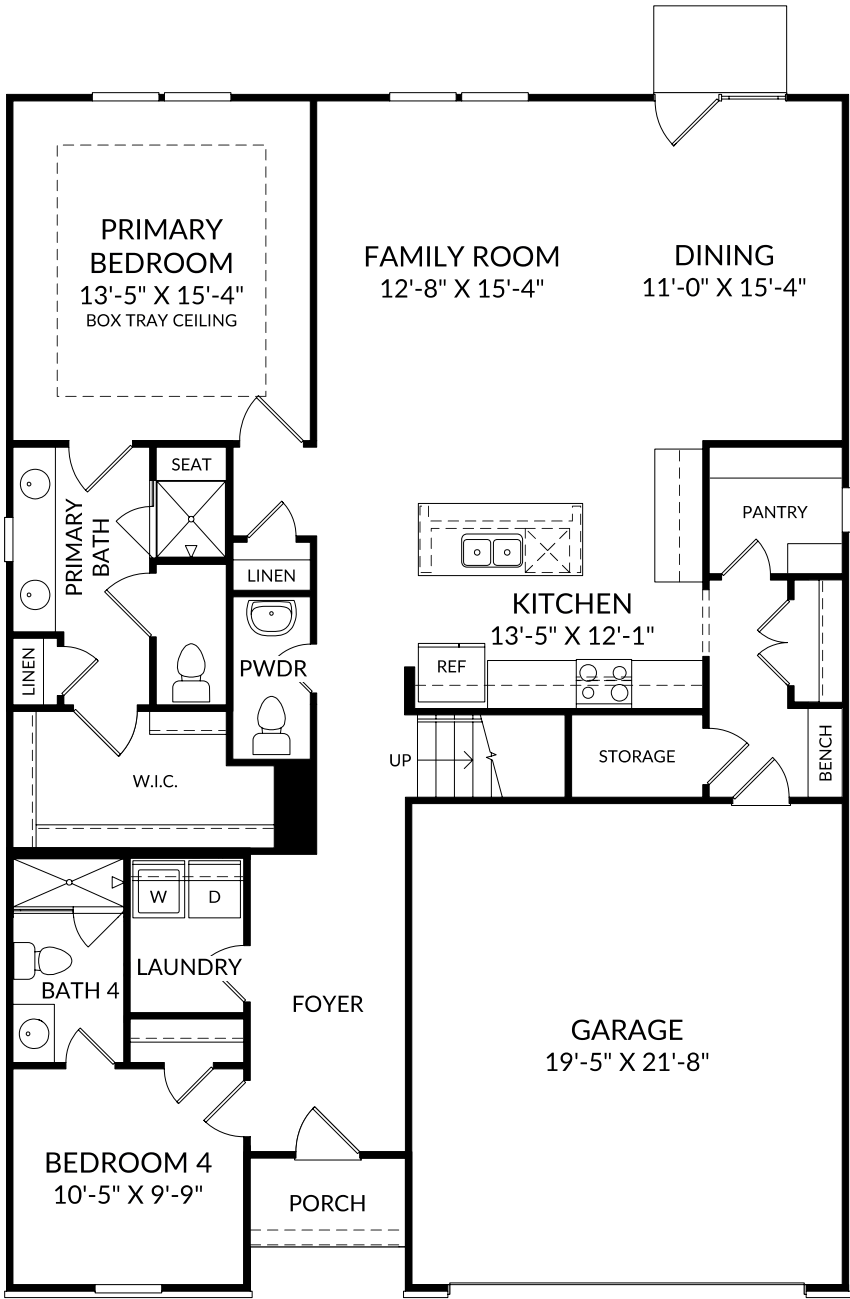 PRIMARY
BEDROOM
13'-5" X 15'-4"
BOX TRAY CEILING
FAMILY ROOM
12'-8" X 15'-4"
DINING
11'-0" X 15'-4"
SEAT
PRIMARY
BATH
LINEN
PANTRY
KITCHEN
13'-5" X 12'-1"
REF
PWDR
LINEN
W.I.C.
UP
STORAGE
BENCH
W
D
LAUNDRY
BATH 4
FOYER
GARAGE
19'-5" X 21'-8"
BEDROOM 4
10'-5" X 9'-9"
PORCH